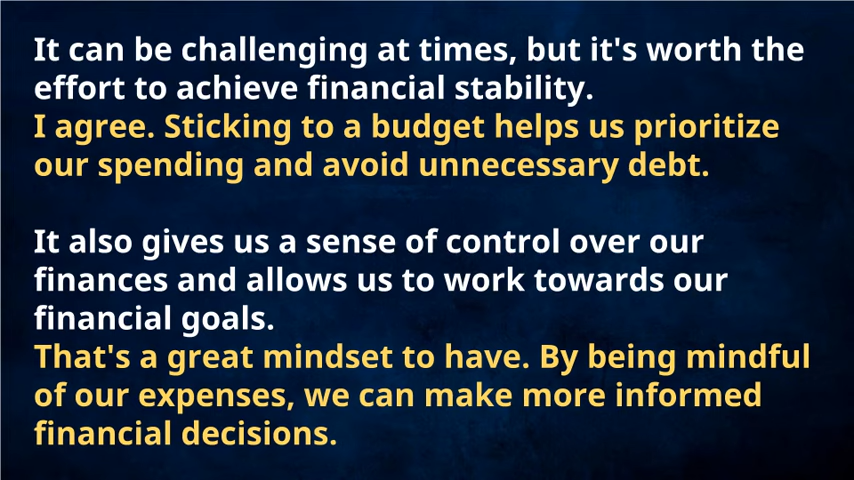 It can be challenging at times, but it's worth the
effort to achieve financial stability.
I agree. Sticking to a budget helps us prioritize
our spending and avoid unnecessary debt.
It also gives us a sense of control over our
finances and allows us to work towards our
financial goals.
That's a great mindset to have. By being mindful
of our expenses, we can make more informed
financial decisions.